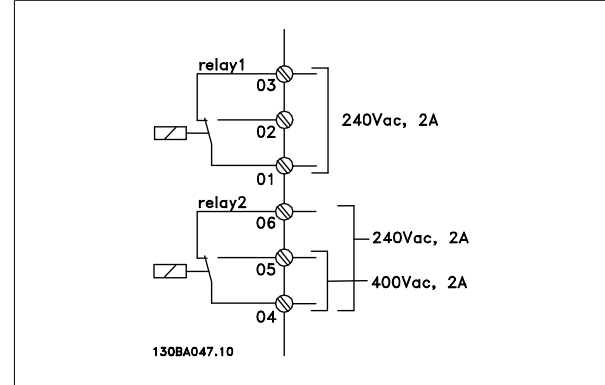 relay1
03
240Vac, 2A
02
01
relay2
06
240Vac, 2A
05
400Vac, 2A
04
130BA047.10